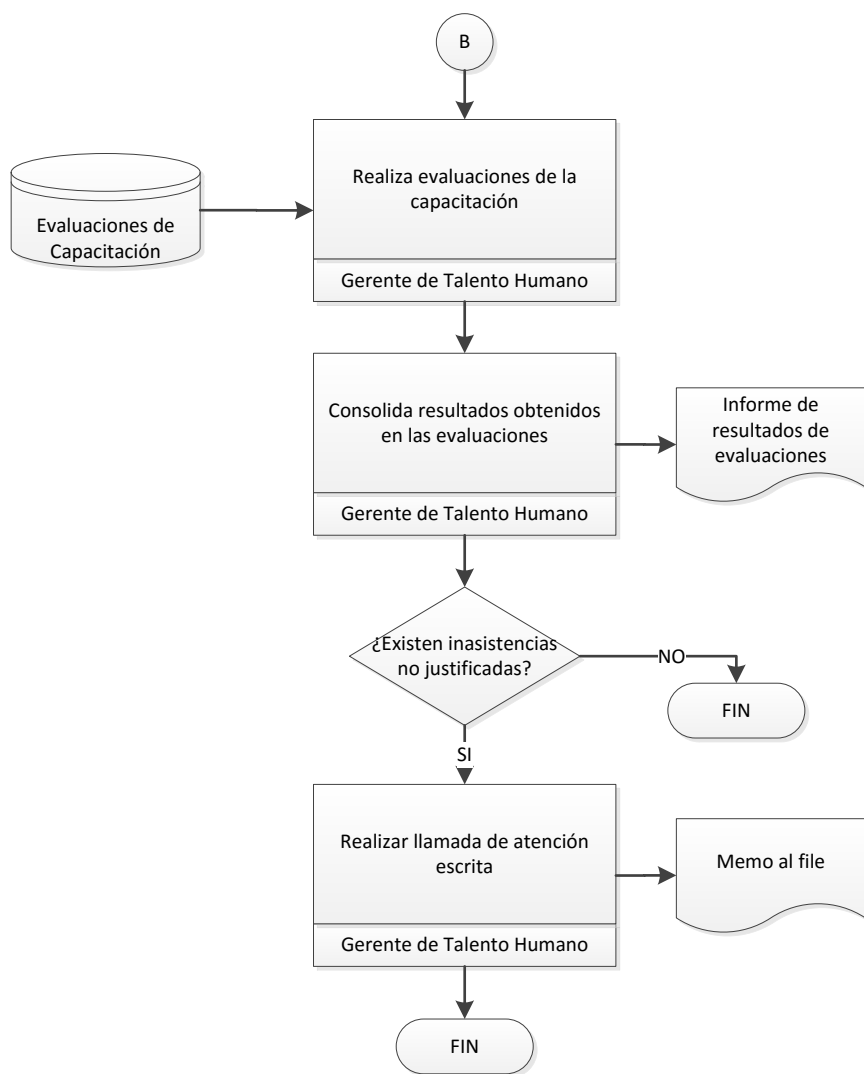 B
Realiza evaluaciones de la
capacitación
Evaluaciones de
Capacitación
Gerente de Talento Humano
Consolida resultados obtenidos
en las evaluaciones
Informe de
resultados de
evaluaciones
Gerente de Talento Humano
¿Existen inasistencias
no justificadas?
NO
FIN
SI
Realizar llamada de atención
escrita
Memo al file
Gerente de Talento Humano
FIN